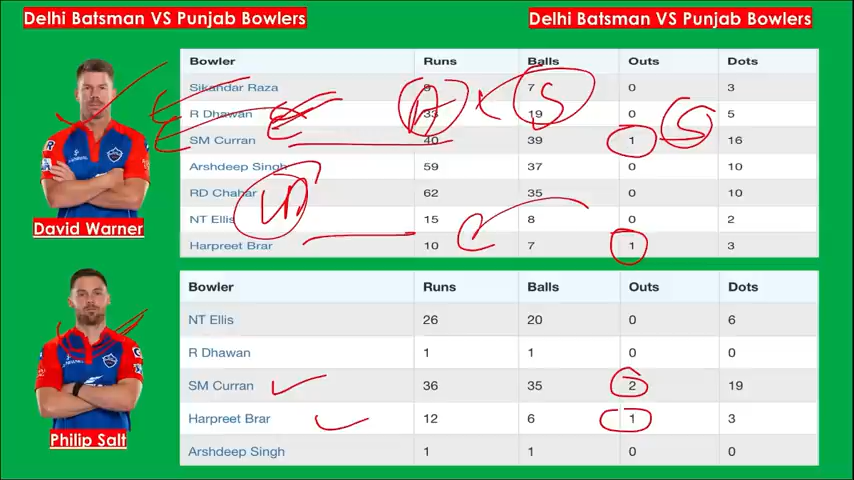 Delhi Batsman VS Punjab Bowlers
Delhi Batsman VS Punjab Bowlers
Bowler Runs Balls Outs Dots
Sikandar Raza 9 7 0 3
R Dhawan 33 19 0 5
SM Curran 40 39 1 16
Arshdeep Singh 59 37 0 10
RD Chahar 62 35 0 10
NT Ellis 15 8 0 2
Harpreet Brar 10 7 1 3
David Warner
Bowler Runs Balls Outs Dots
NT Ellis 26 20 0 6
R Dhawan 1 1 0 0
SM Curran 36 35 2 19
Harpreet Brar 12 6 1 3
Arshdeep Singh 1 1 0 0
Philip Salt